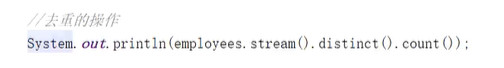 //去重的操作
System.out.println(employees.stream().distinct().count());